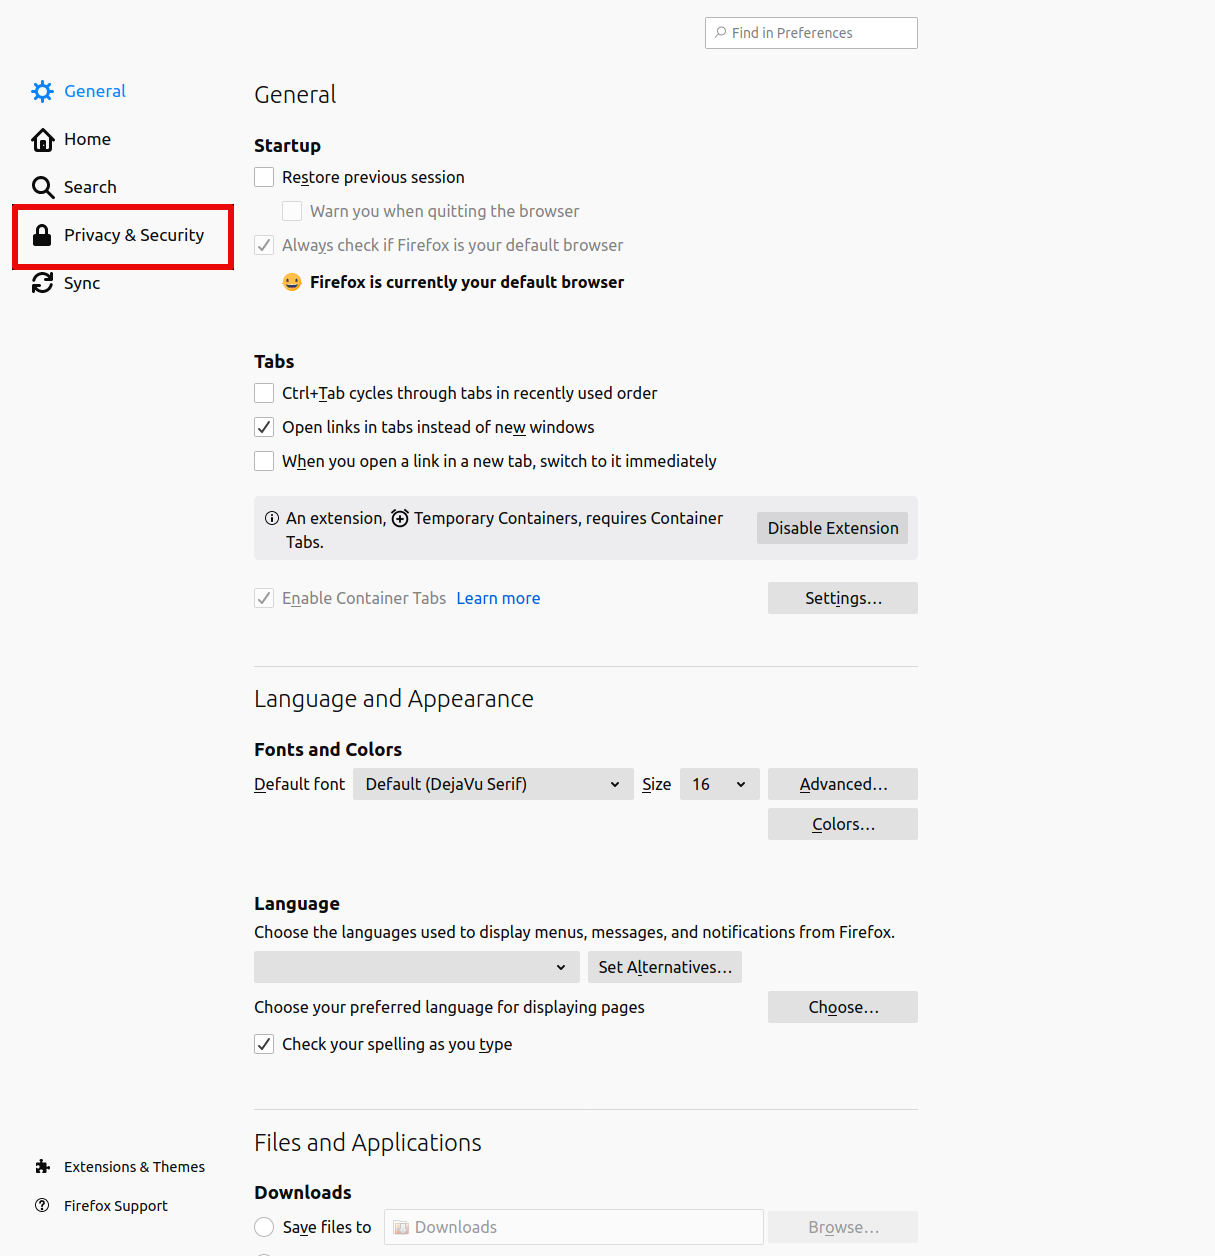 Find in Preferences
General
Home
Search
Privacy & Security
Sync
General
Startup
Restore previous session
Warn you when quitting the browser
Always check if Firefox is your default browser
Firefox is currently your default browser
Tabs
Ctrl+Tab cycles through tabs in recently used order
Open links in tabs instead of new windows
When you open a link in a new tab, switch to it immediately
An extension, Temporary Containers, requires Container
Tabs.
Disable Extension
Enable Container Tabs Learn more
Settings…
Language and Appearance
Fonts and Colors
Default font Default (DejaVu Serif) Size 16 Advanced…
Colors…
Language
Choose the languages used to display menus, messages, and notifications from Firefox.
Set Alternatives…
Choose your preferred language for displaying pages Choose…
Check your spelling as you type
Files and Applications
Downloads
Save files to Downloads Browse…
Extensions & Themes
Firefox Support